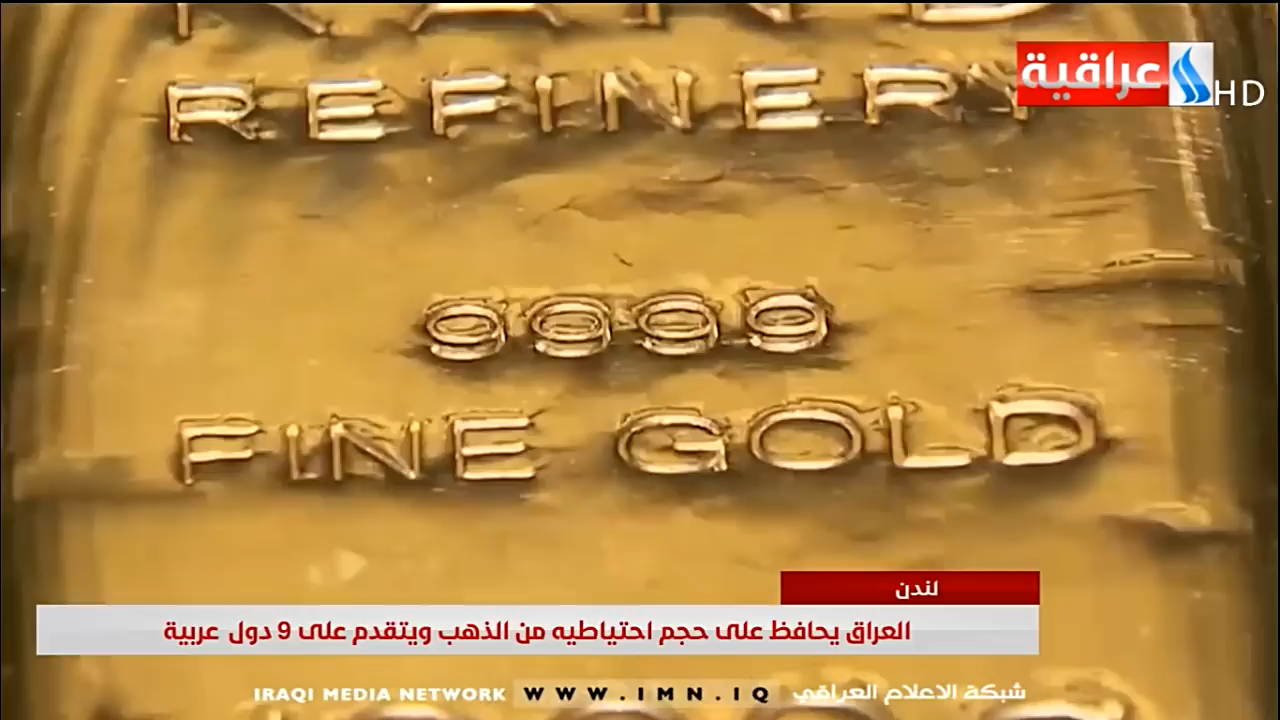 RAND
REFINERY
عراقية
HD
9999
FINE GOLD
لندن
العراق يحافظ على حجم احتياطيه من الذهب ويتقدم على 9 دول عربية
IRAQI MEDIA NETWORK WWW.IMN.IQ شبكة الاعلام العراقي